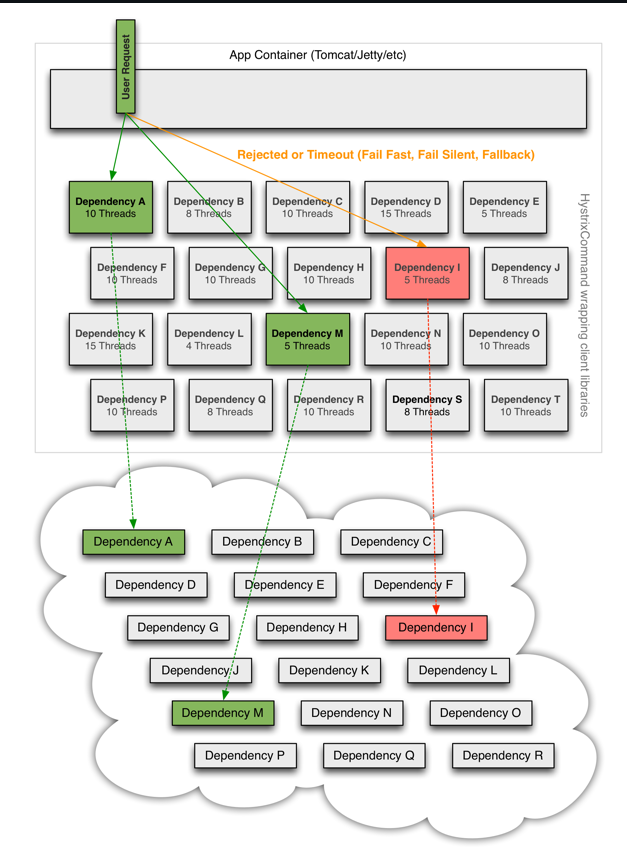 User Request
App Container (Tomcat/Jetty/etc)
Rejected or Timeout (Fail Fast, Fail Silent, Fallback)
Dependency A
10 Threads
Dependency B
8 Threads
Dependency C
10 Threads
Dependency D
15 Threads
Dependency E
5 Threads
Dependency F
10 Threads
Dependency G
10 Threads
Dependency H
10 Threads
Dependency I
5 Threads
Dependency J
8 Threads
Dependency K
15 Threads
Dependency L
4 Threads
Dependency M
5 Threads
Dependency N
10 Threads
Dependency O
10 Threads
Dependency P
10 Threads
Dependency Q
8 Threads
Dependency R
10 Threads
Dependency S
8 Threads
Dependency T
10 Threads
HystrixCommand wrapping client libraries
Dependency A
Dependency B
Dependency C
Dependency D
Dependency E
Dependency F
Dependency G
Dependency H
Dependency I
Dependency J
Dependency K
Dependency L
Dependency M
Dependency N
Dependency O
Dependency P
Dependency Q
Dependency R